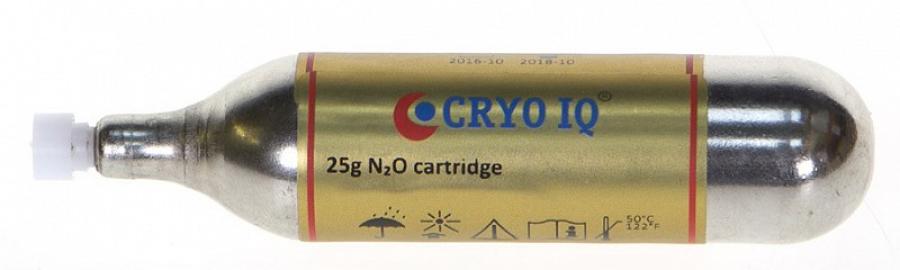 2016-10 2018-10
CRYO IQ®
25g N₂O cartridge
50°C
122°F